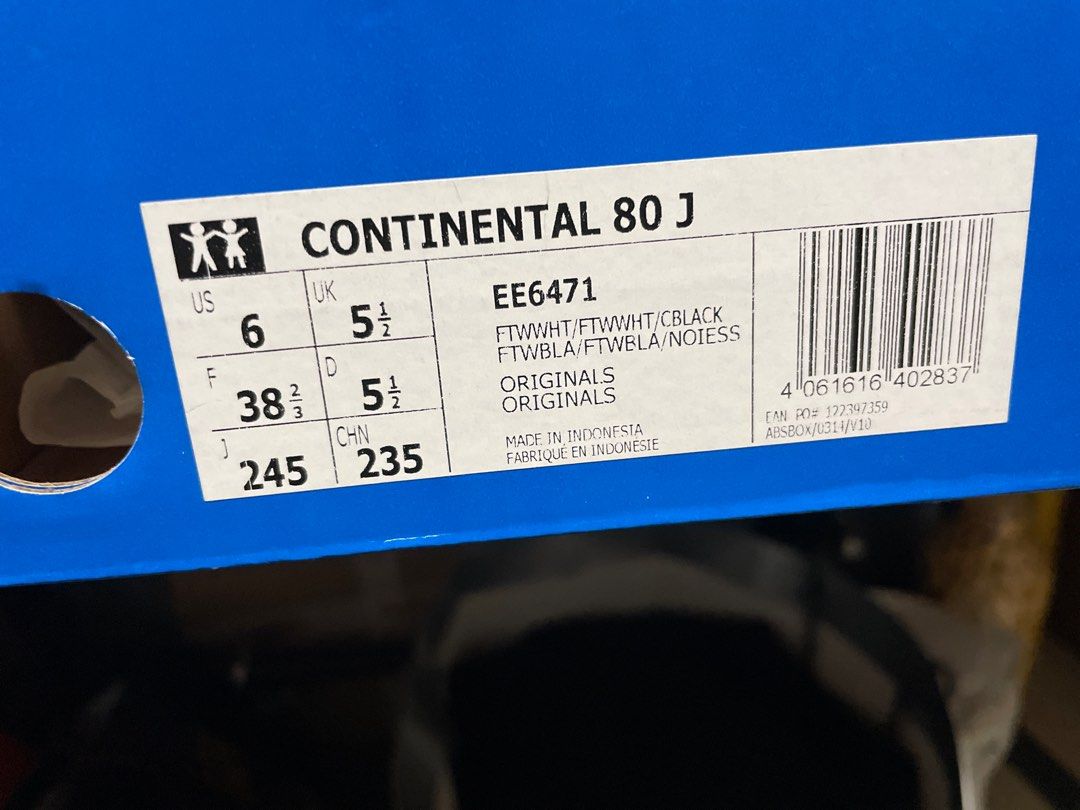 CONTINENTAL 80 J
US 6 UK 5 1/2
F 38 2/3 D 5 1/2
J 245 CHN 235
EE6471
FTWWHT/FTWWHT/CBLACK
FTWBLA/FTWBLA/NOIESS
ORIGINALS
ORIGINALS
MADE IN INDONESIA
FABRIQUÉ EN INDONÉSIE
4 061616 402837
EAN PO# 122397359
ABSBOX/0314/V10